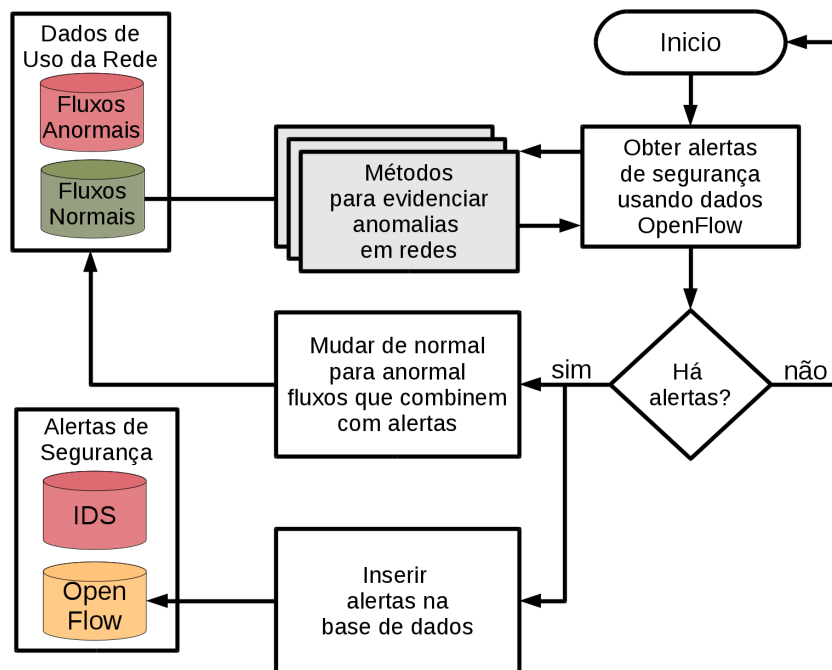 Dados de
Uso da Rede
Fluxos
Anormais
Fluxos
Normais
Métodos
para evidenciar
anomalias
em redes
Inicio
Obter alertas
de segurança
usando dados
OpenFlow
Há
alertas?
sim
não
Mudar de normal
para anormal
fluxos que combinem
com alertas
Alertas de
Segurança
IDS
Open
Flow
Inserir
alertas na
base de dados